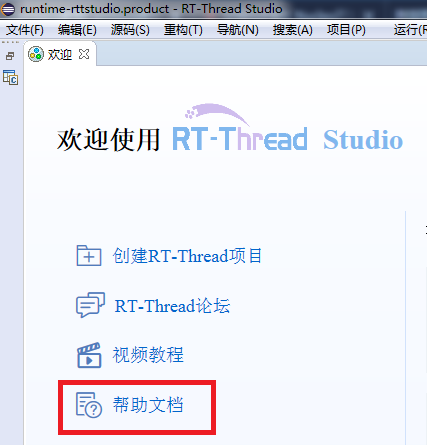 runtime-rttstudio.product - RT-Thread Studio
文件(F) 编辑(E) 源码(S) 重构(T) 导航(N) 搜索(A) 项目(P) 运行(R
欢迎
欢迎使用 RT-Thread Studio
创建RT-Thread项目
RT-Thread论坛
视频教程
帮助文档